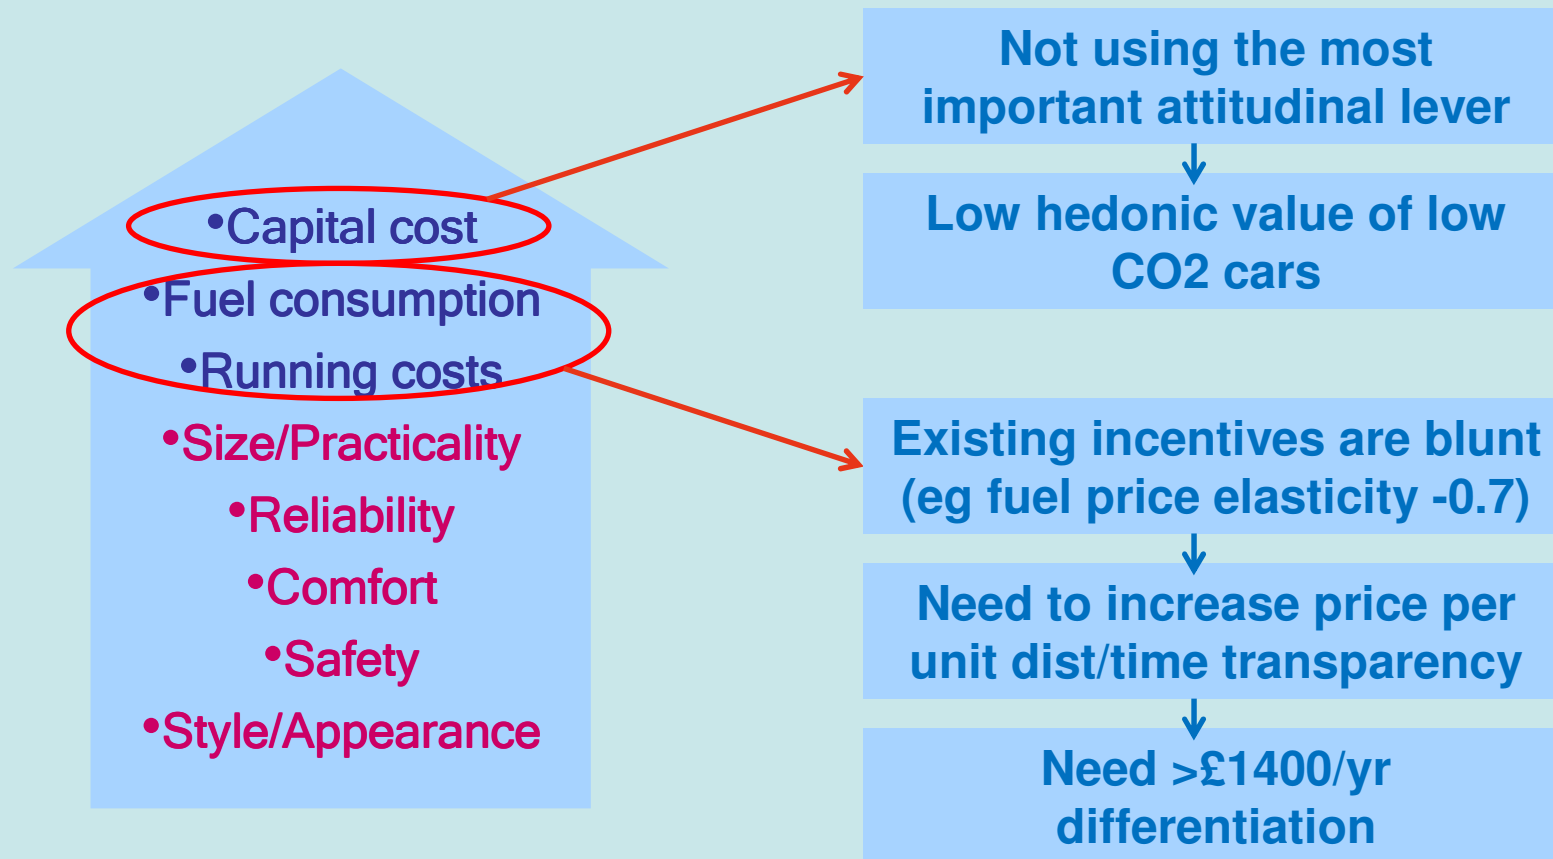 •Capital cost
•Fuel consumption
•Running costs
•Size/Practicality
•Reliability
•Comfort
•Safety
•Style/Appearance
Not using the most
important attitudinal lever
Low hedonic value of low
CO2 cars
Existing incentives are blunt
(eg fuel price elasticity -0.7)
Need to increase price per
unit dist/time transparency
Need >£1400/yr
differentiation